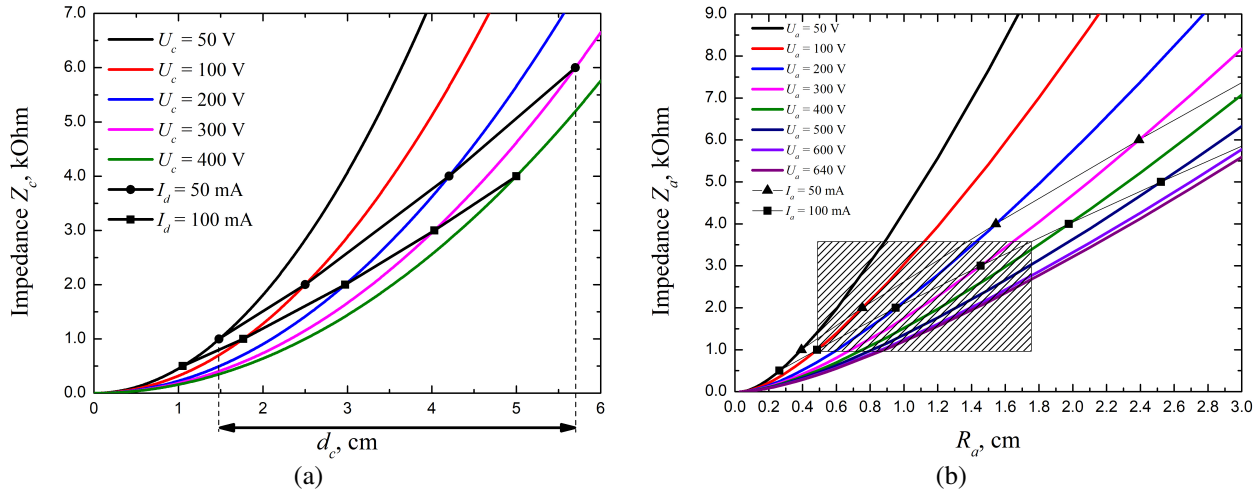 7.0
6.0
5.0
4.0
3.0
2.0
1.0
0.0
Impedance Z_c, kOhm
U_c = 50 V
U_c = 100 V
U_c = 200 V
U_c = 300 V
U_c = 400 V
I_d = 50 mA
I_d = 100 mA
0 1 2 3 4 5 6
d_c, cm
(a)
9.0
8.0
7.0
6.0
5.0
4.0
3.0
2.0
1.0
0.0
Impedance Z_a, kOhm
U_a = 50 V
U_a = 100 V
U_a = 200 V
U_a = 300 V
U_a = 400 V
U_a = 500 V
U_a = 600 V
U_a = 640 V
I_a = 50 mA
I_a = 100 mA
0.0 0.2 0.4 0.6 0.8 1.0 1.2 1.4 1.6 1.8 2.0 2.2 2.4 2.6 2.8 3.0
R_a, cm
(b)